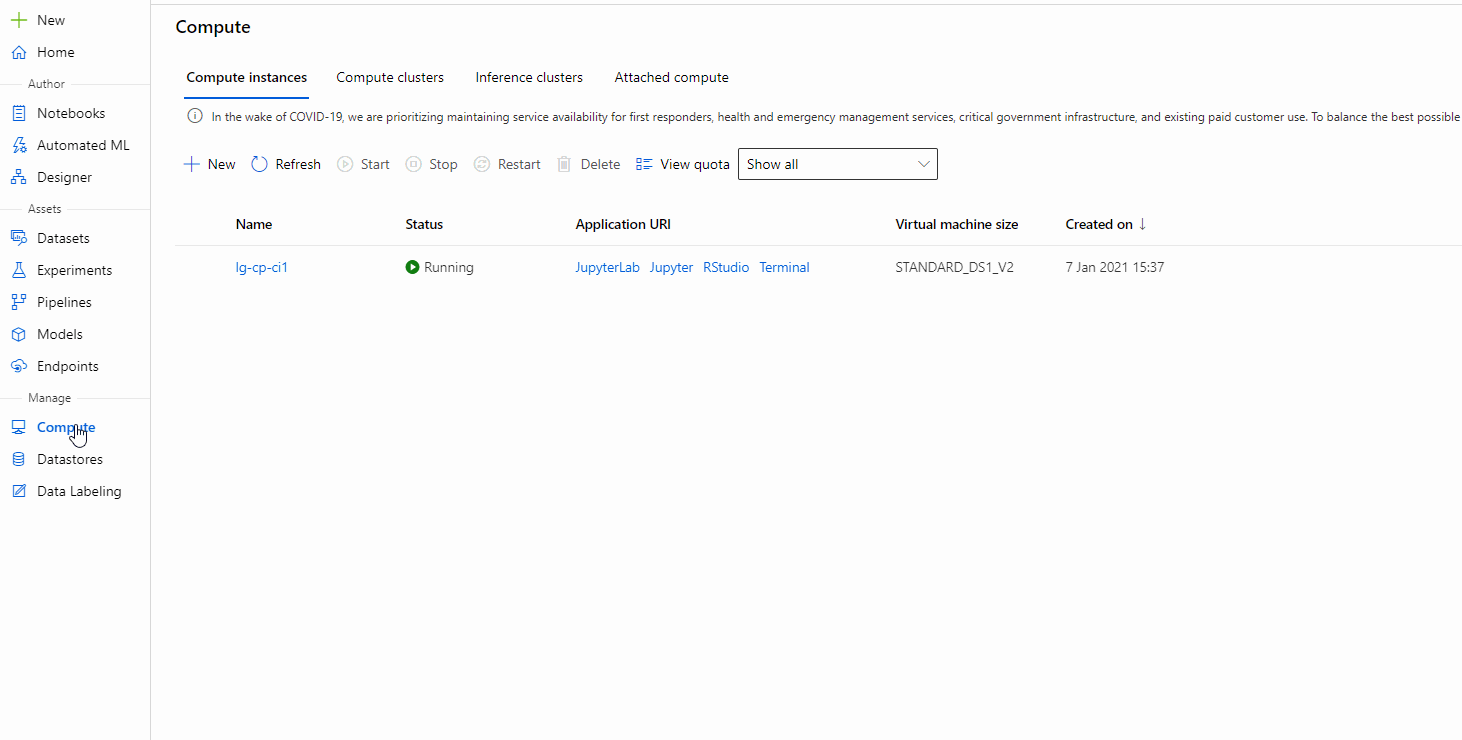 New
Home
Author
Notebooks
Automated ML
Designer
Assets
Datasets
Experiments
Pipelines
Models
Endpoints
Manage
Compute
Datastores
Data Labeling
Compute
Compute instances Compute clusters Inference clusters Attached compute
In the wake of COVID-19, we are prioritizing maintaining service availability for first responders, health and emergency management services, critical government infrastructure, and existing paid customer use. To balance the best possible
New Refresh Start Stop Restart Delete View quota Show all
Name Status Application URI Virtual machine size Created on ↓
lg-cp-ci1 Running JupyterLab Jupyter RStudio Terminal STANDARD_DS1_V2 7 Jan 2021 15:37